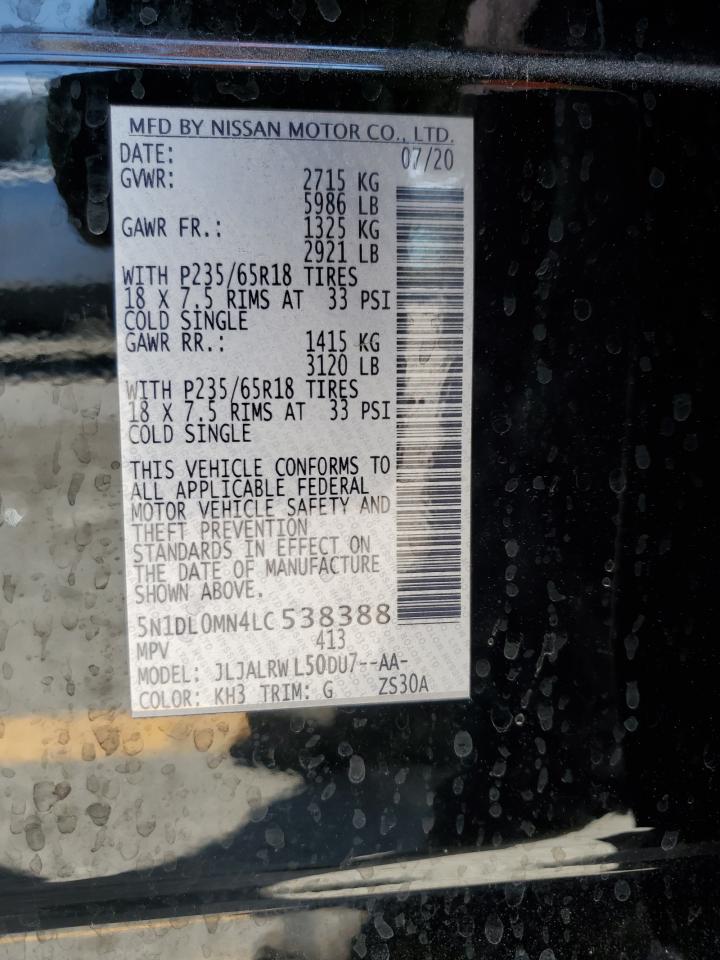 MFD BY NISSAN MOTOR CO., LTD.
DATE: 07/20
GVWR: 2715 KG
5986 LB
GAWR FR.: 1325 KG
2921 LB
WITH P235/65R18 TIRES
18 X 7.5 RIMS AT 33 PSI
COLD SINGLE
GAWR RR.: 1415 KG
3120 LB
WITH P235/65R18 TIRES
18 X 7.5 RIMS AT 33 PSI
COLD SINGLE
THIS VEHICLE CONFORMS TO
ALL APPLICABLE FEDERAL
MOTOR VEHICLE SAFETY AND
THEFT PREVENTION
STANDARDS IN EFFECT ON
THE DATE OF MANUFACTURE
SHOWN ABOVE.
5N1DL0MN4LC538388
MPV 413
MODEL: JLJALRWL50DU7--AA-
COLOR: KH3 TRIM: G ZS30A